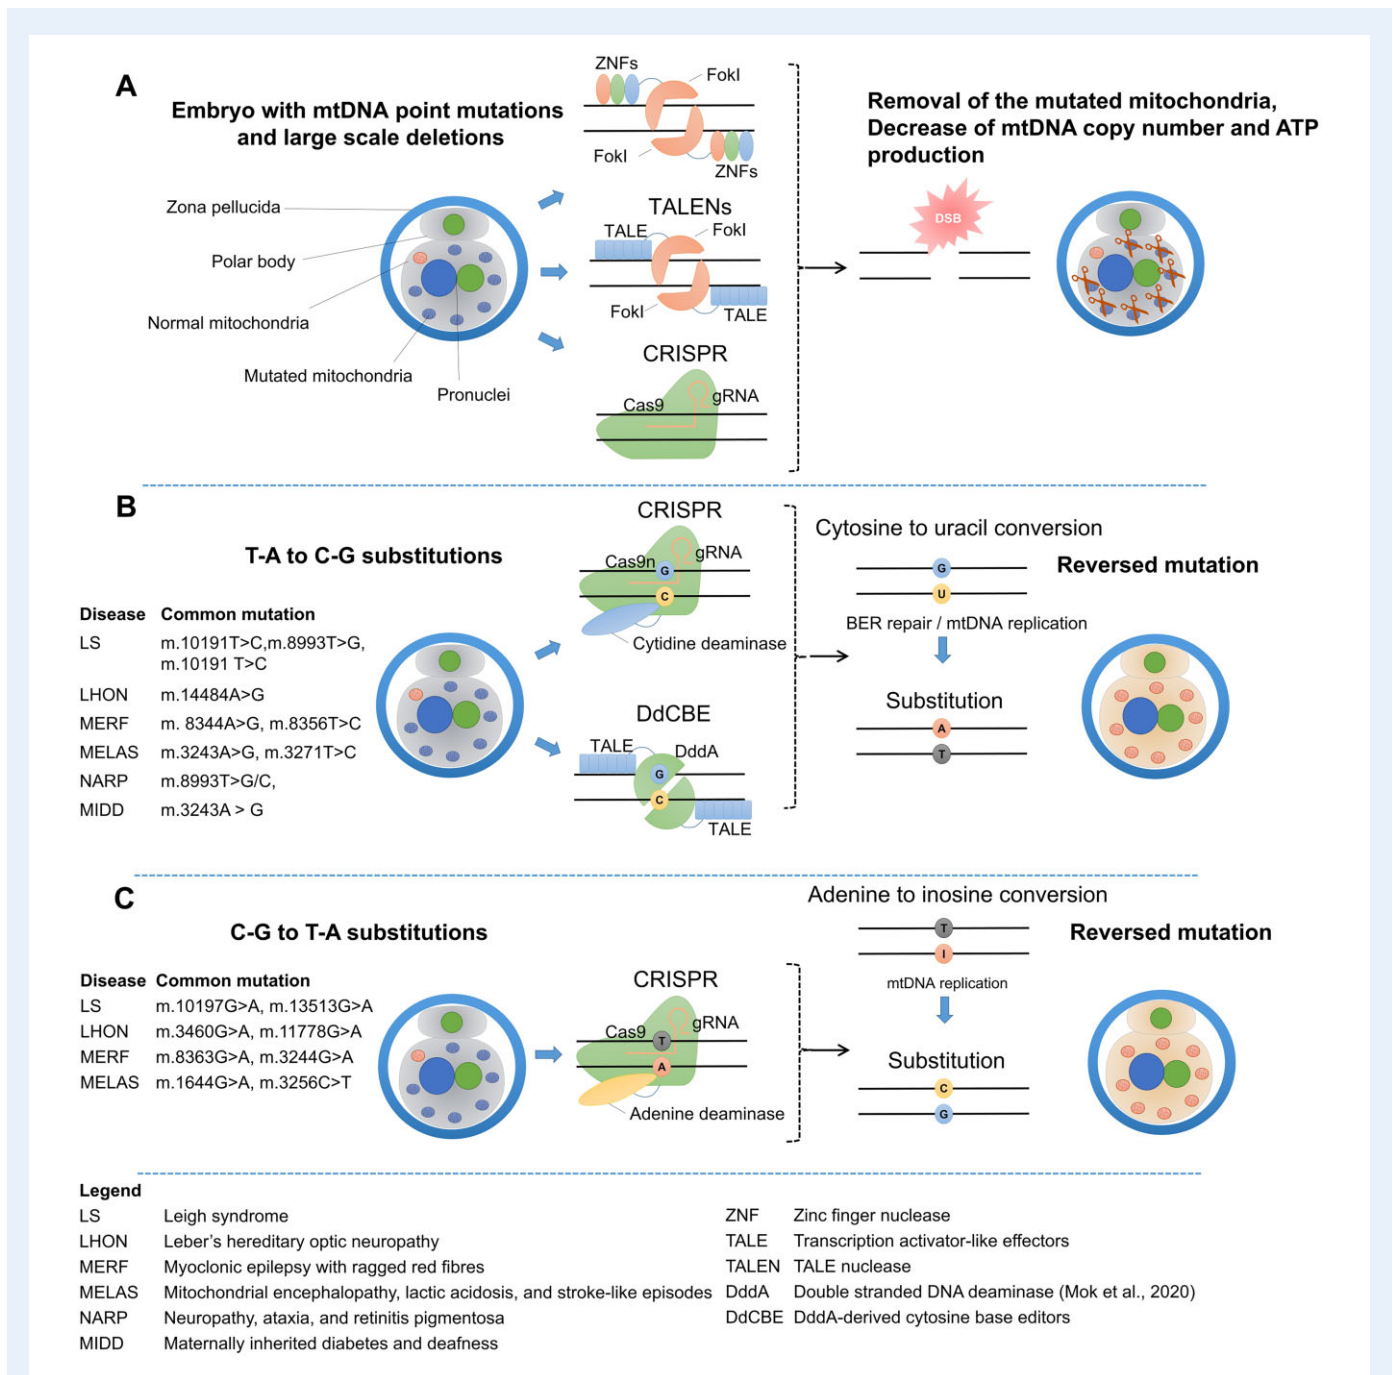 A
Embryo with mtDNA point mutations
and large scale deletions
Zona pellucida
Polar body
Normal mitochondria
Mutated mitochondria
Pronuclei
ZNFs
FokI
FokI
ZNFs
TALENs
TALE
FokI
FokI
TALE
CRISPR
Cas9
gRNA
Removal of the mutated mitochondria,
Decrease of mtDNA copy number and ATP
production
DSB
B
T-A to C-G substitutions
Disease Common mutation
LS m.10191T>C,m.8993T>G,
m.10191 T>C
LHON m.14484A>G
MERF m. 8344A>G, m.8356T>C
MELAS m.3243A>G, m.3271T>C
NARP m.8993T>G/C,
MIDD m.3243A > G
CRISPR
Cas9n
gRNA
G
C
Cytidine deaminase
DdCBE
TALE
DddA
G
C
TALE
Cytosine to uracil conversion
G
U
BER repair / mtDNA replication
Substitution
A
T
Reversed mutation
C
C-G to T-A substitutions
Disease Common mutation
LS m.10197G>A, m.13513G>A
LHON m.3460G>A, m.11778G>A
MERF m.8363G>A, m.3244G>A
MELAS m.1644G>A, m.3256C>T
CRISPR
Cas9
gRNA
T
A
Adenine deaminase
Adenine to inosine conversion
T
I
mtDNA replication
Substitution
C
G
Reversed mutation
Legend
LS Leigh syndrome
LHON Leber's hereditary optic neuropathy
MERF Myoclonic epilepsy with ragged red fibres
MELAS Mitochondrial encephalopathy, lactic acidosis, and stroke-like episodes
NARP Neuropathy, ataxia, and retinitis pigmentosa
MIDD Maternally inherited diabetes and deafness
ZNF Zinc finger nuclease
TALE Transcription activator-like effectors
TALEN TALE nuclease
DddA Double stranded DNA deaminase (Mok et al., 2020)
DdCBE DddA-derived cytosine base editors